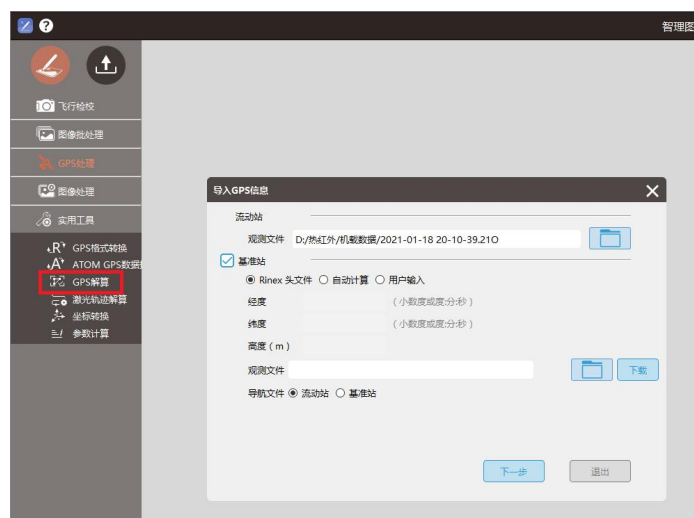 智理图
飞行检校
图像批处理
GPS处理
图像处理
实用工具
GPS格式转换
ATOM GPS数据
GPS解算
激光轨迹解算
坐标转换
参数计算
导入GPS信息
流动站
观测文件 D:/热红外/机载数据/2021-01-18 20-10-39.21O
基准站
Rinex 头文件 自动计算 用户输入
经度 (小数度或度:分:秒)
纬度 (小数度或度:分:秒)
高度 ( m )
观测文件 下载
导航文件 流动站 基准站
下一步 退出